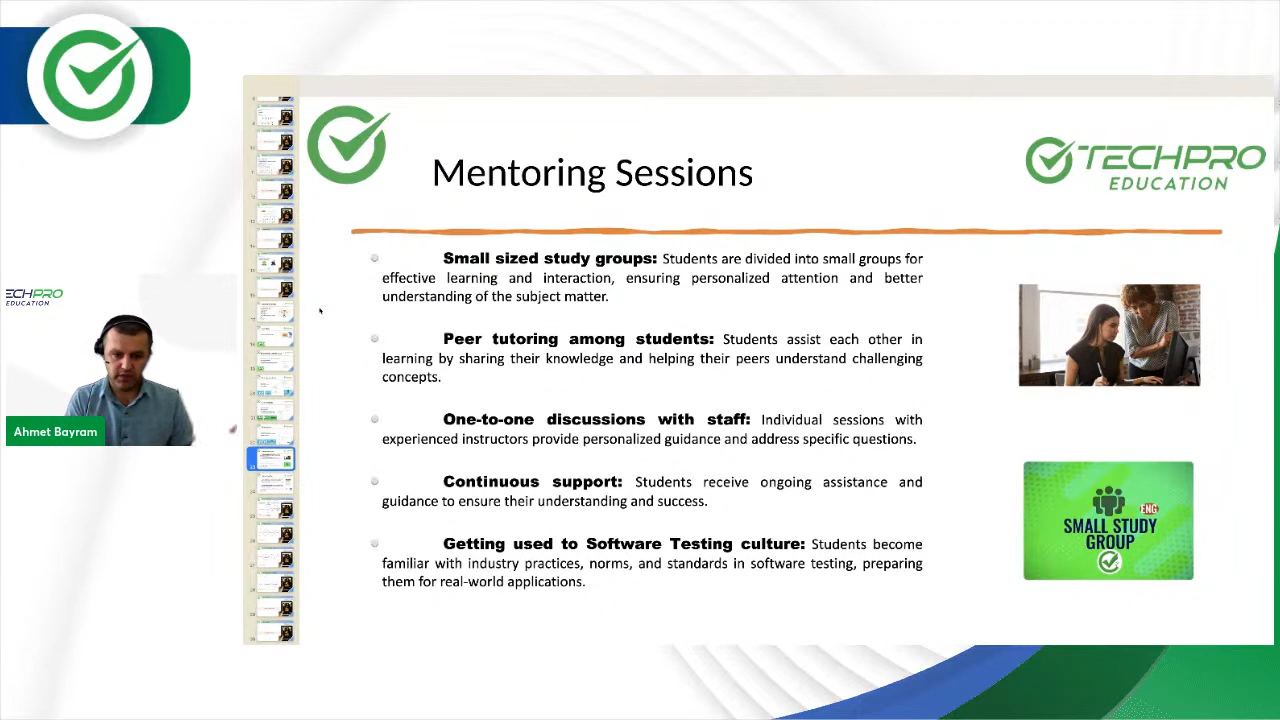 Mentoring Sessions
TECHPRO
EDUCATION
Small sized study groups: Students are divided into small groups for
effective learning and interaction, ensuring personalized attention and better
understanding of the subject matter.
Peer tutoring among students: Students assist each other in
learning by sharing their knowledge and helping their peers understand challenging
concepts.
One-to-one discussions with staff: Individual sessions with
experienced instructors provide personalized guidance and address specific questions.
Continuous support: Students receive ongoing assistance and
guidance to ensure their understanding and success.
Getting used to Software Testing culture: Students become
familiar with industry practices, norms, and standards in software testing, preparing
them for real-world applications.
ENG
SMALL STUDY
GROUP
ECHPRO
EDUCATION
Ahmet Bayram